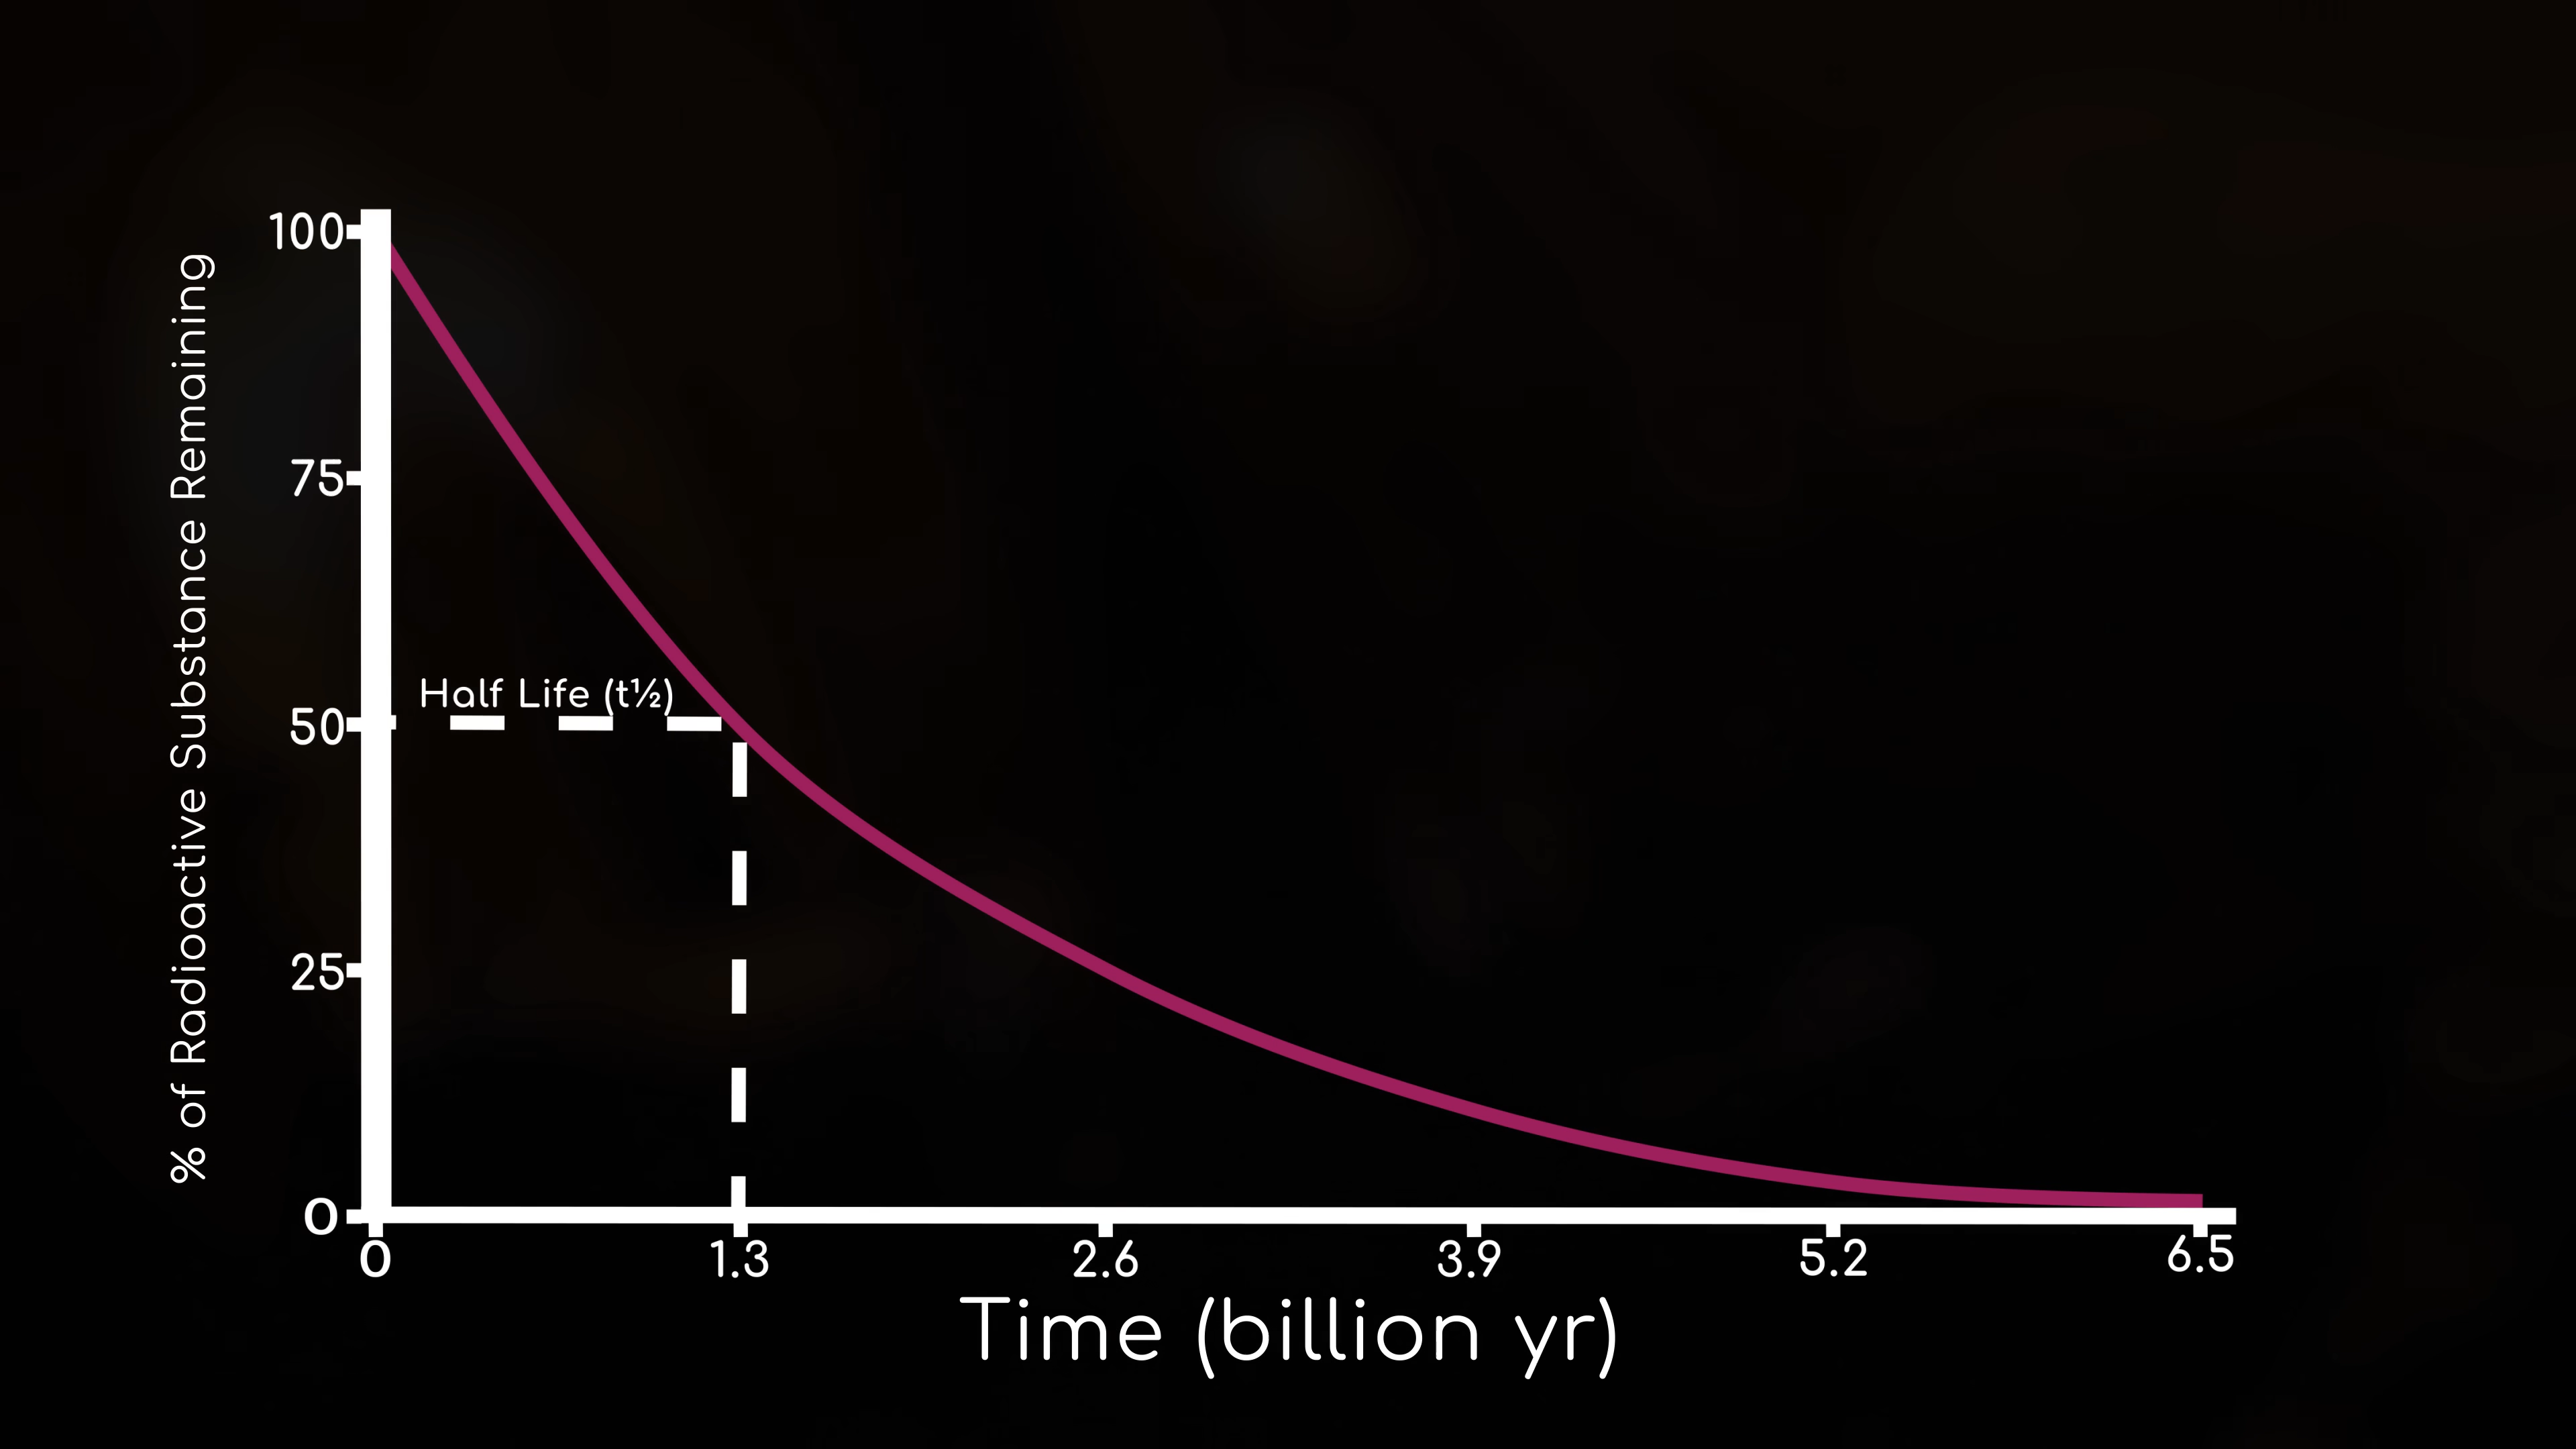 % of Radioactive Substance Remaining
100
75
50
25
0
Half Life (t½)
0 1.3 2.6 3.9 5.2 6.5
Time (billion yr)